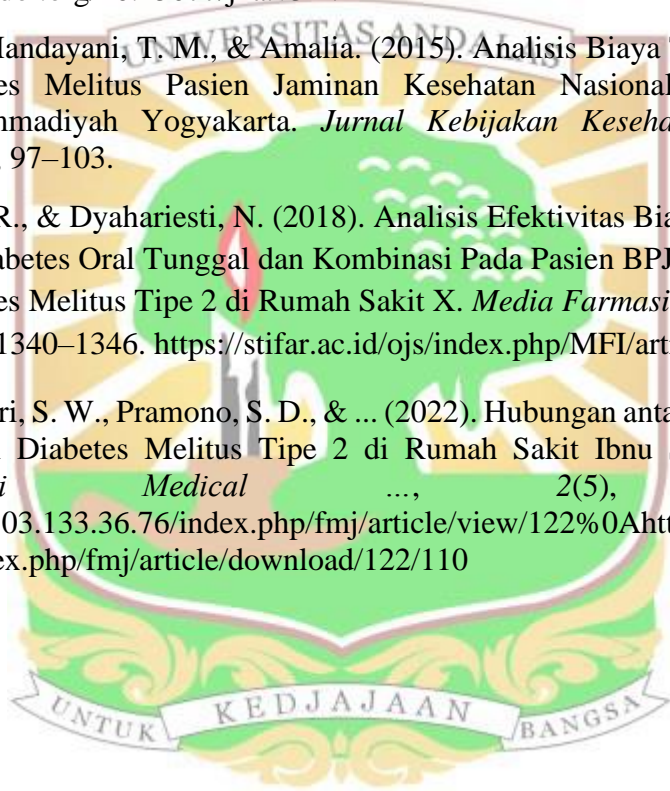 UNIVERSITAS ANDALAS
Handayani, T. M., & Amalia. (2015). Analisis Biaya
es Melitus Pasien Jaminan Kesehatan Nasional
mmadiyah Yogyakarta. Jurnal Kebijakan Keseha
, 97–103.
R., & Dyahariesti, N. (2018). Analisis Efektivitas Bia
abetes Oral Tunggal dan Kombinasi Pada Pasien BPJ
es Melitus Tipe 2 di Rumah Sakit X. Media Farmasi
1340–1346. https://stifar.ac.id/ojs/index.php/MFI/arti
ri, S. W., Pramono, S. D., & ... (2022). Hubungan anta
Diabetes Melitus Tipe 2 di Rumah Sakit Ibnu
i Medical ..., 2(5),
03.133.36.76/index.php/fmj/article/view/122%0Ahtt
ex.php/fmj/article/download/122/110
UNTUK KEDJAJAAN BANGSA